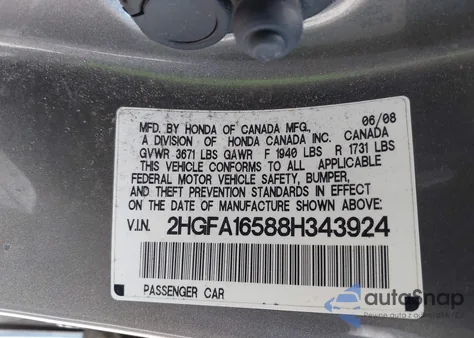 06/08
MFD. BY HONDA OF CANADA MFG.,
A DIVISION OF HONDA CANADA INC. CANADA
GVWR 3671 LBS GAWR F 1940 LBS R 1731 LBS
THIS VEHICLE CONFORMS TO ALL APPLICABLE
FEDERAL MOTOR VEHICLE SAFETY, BUMPER,
AND THEFT PREVENTION STANDARDS IN EFFECT
ON THE DATE OF MANUFACTURE SHOWN ABOVE:
V.I.N. 2HGFA16588H343924
PASSENGER CAR
autoSnap